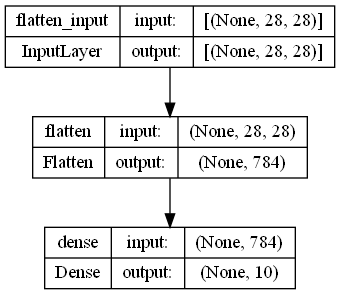 flatten_input input: [(None, 28, 28)]
InputLayer output: [(None, 28, 28)]
flatten input: (None, 28, 28)
Flatten output: (None, 784)
dense input: (None, 784)
Dense output: (None, 10)